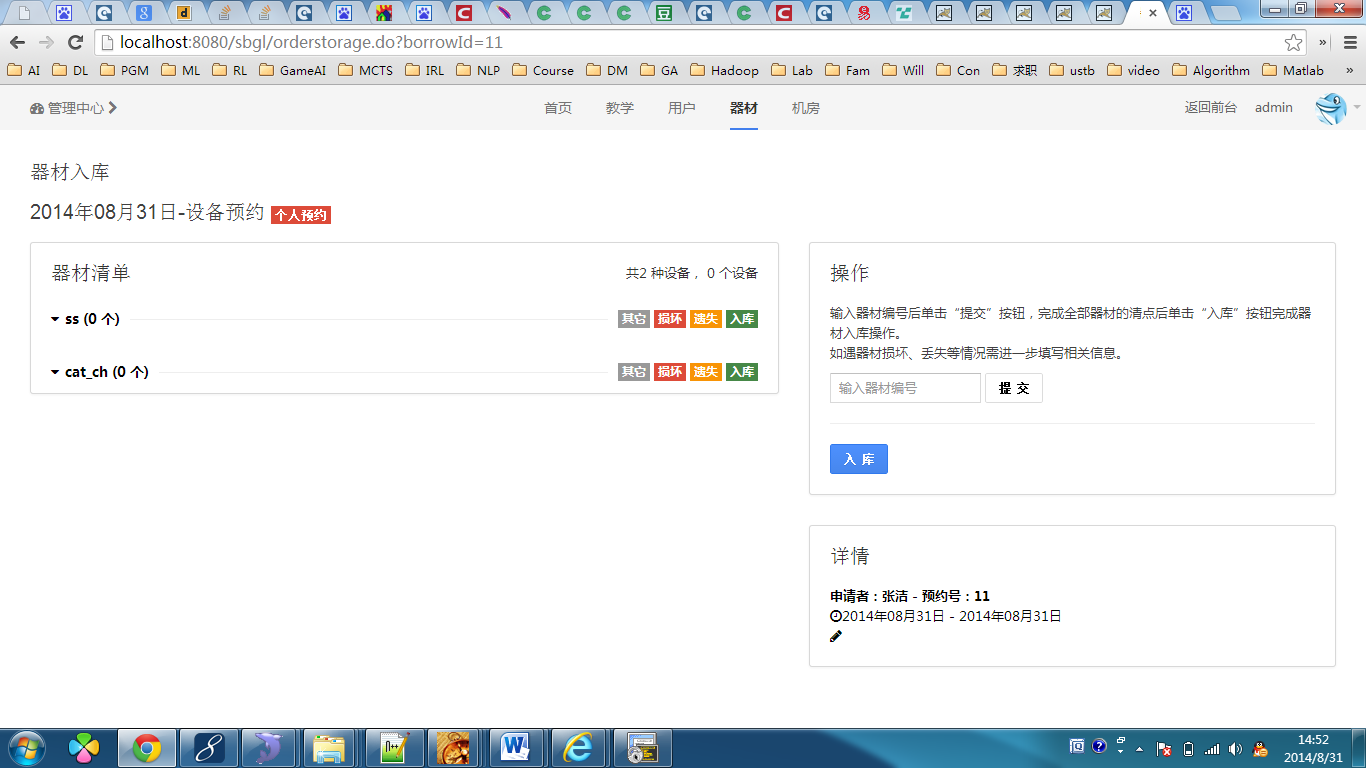 localhost:8080/sbgl/orderstorage.do?borrowId=11
»
AI DL PGM ML RL GameAI MCTS IRL NLP Course DM GA Hadoop Lab Fam Will Con 求职 ustb video Algorithm Matlab »
管理中心 首页 教学 用户 器材 机房 返回前台 admin
器材入库
2014年08月31日-设备预约 个人预约
器材清单 共2 种设备， 0 个设备
ss (0 个) 其它 损坏 遗失 入库
cat_ch (0 个) 其它 损坏 遗失 入库
操作
输入器材编号后单击“提交”按钮，完成全部器材的清点后单击“入库”按钮完成器
材入库操作。
如遇器材损坏、丢失等情况需进一步填写相关信息。
输入器材编号 提 交
入 库
详情
申请者：张洁 - 预约号：11
2014年08月31日 - 2014年08月31日
14:52
2014/8/31